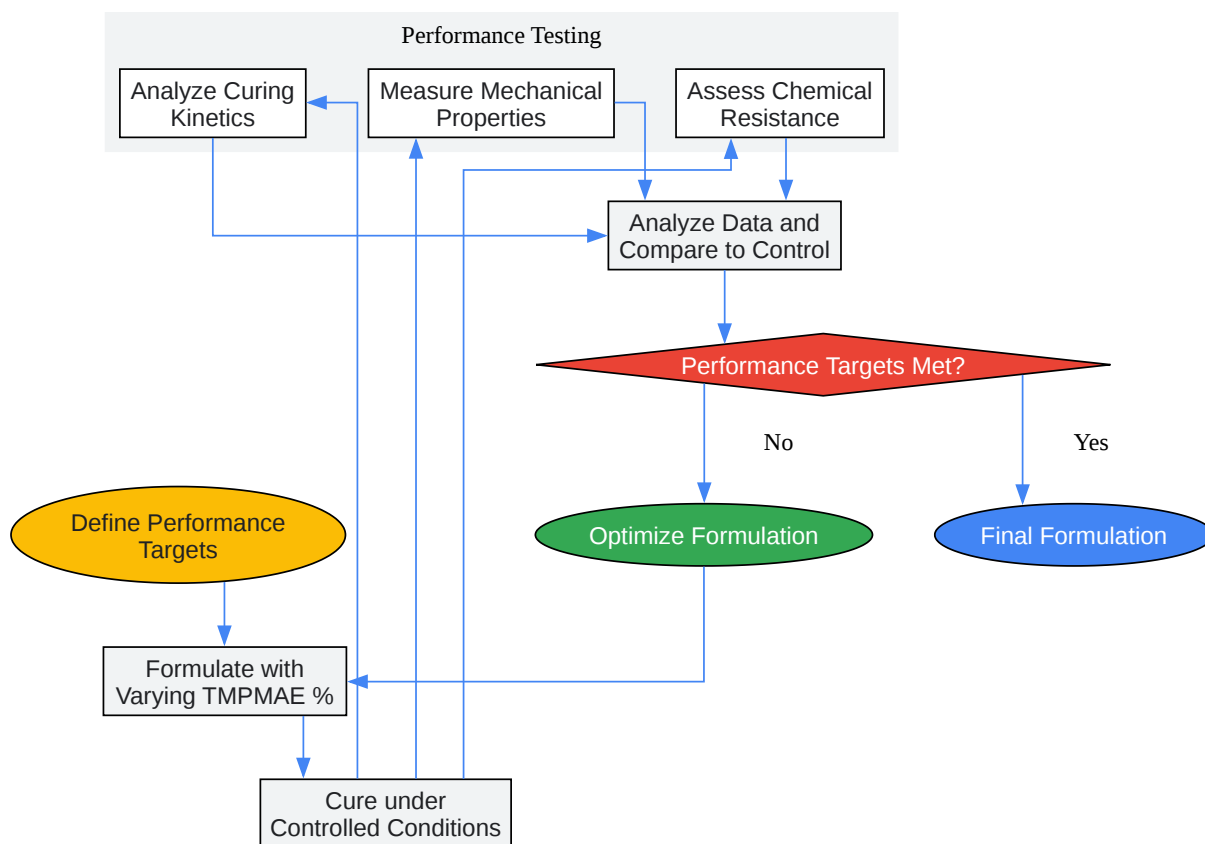 Performance Testing
Analyze Curing
Kinetics
Measure Mechanical
Properties
Assess Chemical
Resistance
Analyze Data and
Compare to Control
Performance Targets Met?
No
Yes
Define Performance
Targets
Optimize Formulation
Final Formulation
Formulate with
Varying TMPMAE %
Cure under
Controlled Conditions